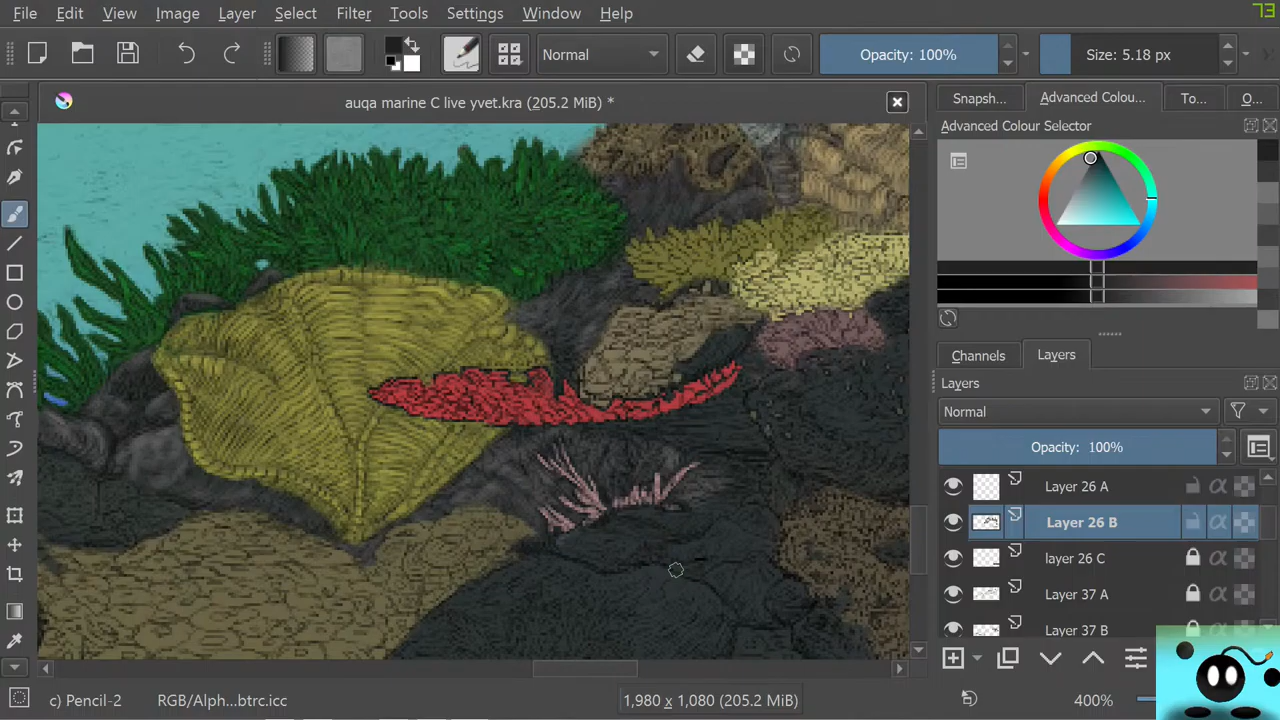 File Edit View Image Layer Select Filter Tools Settings Window Help
73
Normal
Opacity: 100%
Size: 5.18 px
auqa marine C live yvet.kra (205.2 MiB) *
Snapsh...
Advanced Colou...
To...
O...
Advanced Colour Selector
Channels
Layers
Layers
Normal
Opacity: 100%
Layer 26 A
Layer 26 B
layer 26 C
Layer 37 A
Layer 37 B
c) Pencil-2
RGB/Alph...btrc.icc
1,980 x 1,080 (205.2 MiB)
400%